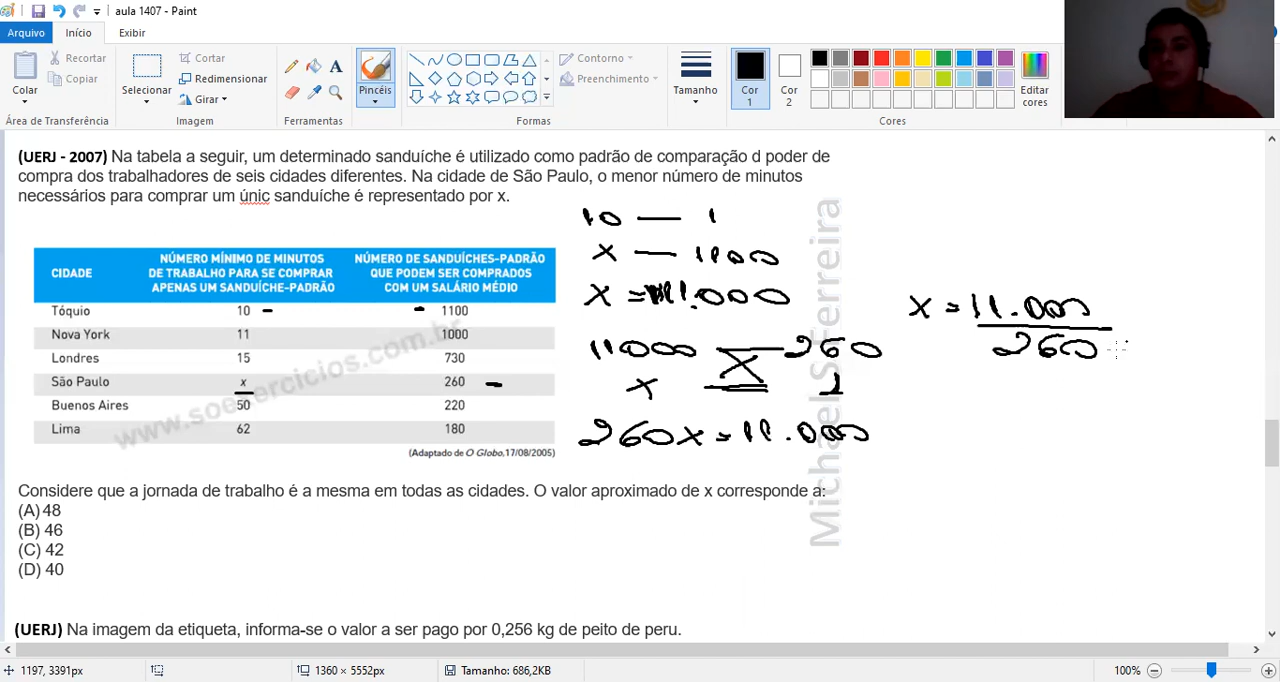 aula 1407 - Paint
Arquivo Início Exibir
Colar Recortar Copiar
Selecionar Cortar Redimensionar Girar
Pincéis
Contorno Preenchimento
Tamanho Cor 1 Cor 2 Editar cores
Área de Transferência Imagem Ferramentas Formas Cores
(UERJ - 2007) Na tabela a seguir, um determinado sanduíche é utilizado como padrão de comparação d poder de
compra dos trabalhadores de seis cidades diferentes. Na cidade de São Paulo, o menor número de minutos
necessários para comprar um únic sanduíche é representado por x.
CIDADE NÚMERO MÍNIMO DE MINUTOS DE TRABALHO PARA SE COMPRAR APENAS UM SANDUÍCHE-PADRÃO NÚMERO DE SANDUÍCHES-PADRÃO QUE PODEM SER COMPRADOS COM UM SALÁRIO MÉDIO
Tóquio 10 1100
Nova York 11 1000
Londres 15 730
São Paulo x 260
Buenos Aires 50 220
Lima 62 180
(Adaptado de O Globo,17/08/2005)
www.soexercicios.com.br
10 — 1
x — 1100
x = 11.000
11000 — 260
x 1
260x = 11.000
x = 11.000
260
Michael S Ferreira
Considere que a jornada de trabalho é a mesma em todas as cidades. O valor aproximado de x corresponde a:
(A) 48
(B) 46
(C) 42
(D) 40
(UERJ) Na imagem da etiqueta, informa-se o valor a ser pago por 0,256 kg de peito de peru.
1197, 3391px 1360 × 5552px Tamanho: 686,2KB 100%